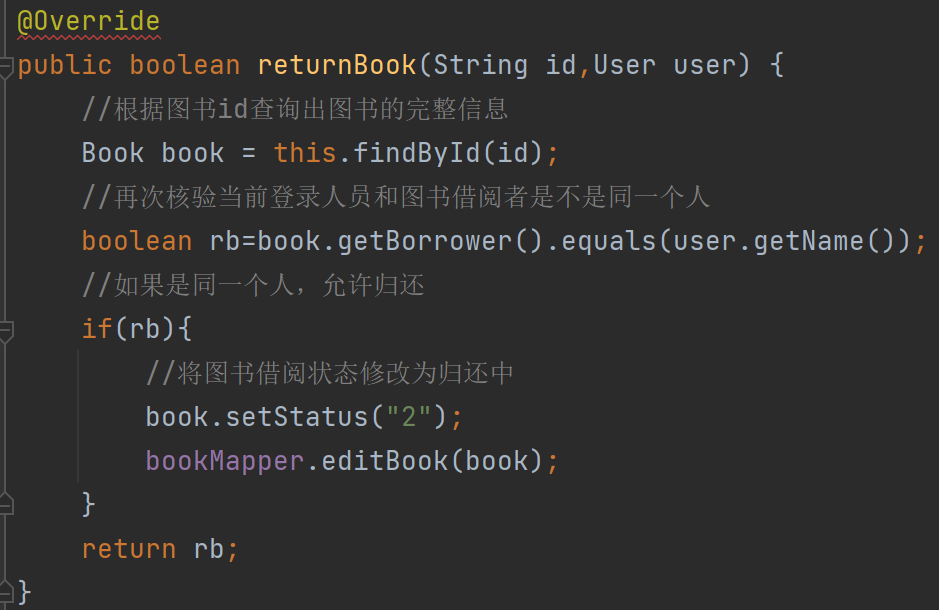 @Override
public boolean returnBook(String id,User user) {
//根据图书id查询出图书的完整信息
Book book = this.findById(id);
//再次核验当前登录人员和图书借阅者是不是同一个人
boolean rb=book.getBorrower().equals(user.getName());
//如果是同一个人，允许归还
if(rb){
//将图书借阅状态修改为归还中
book.setStatus("2");
bookMapper.editBook(book);
}
return rb;
}